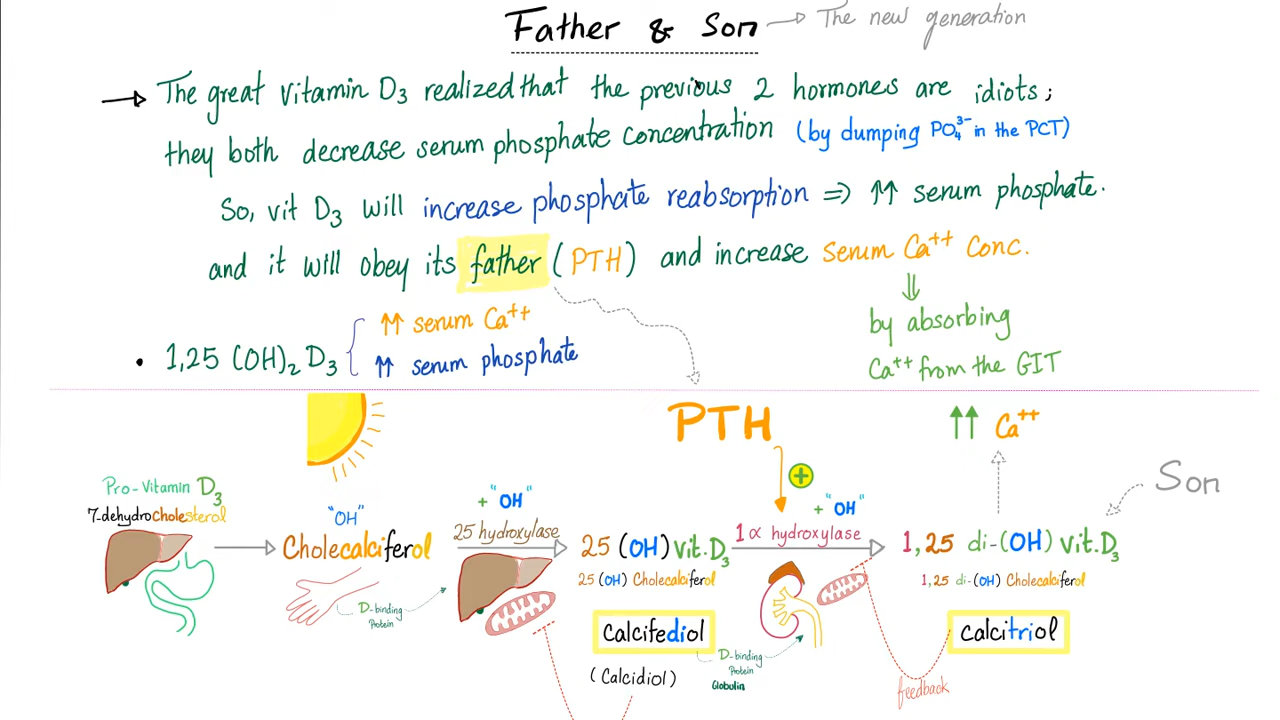 Father & Son → The new generation
→ The great vitamin D3 realized that the previous 2 hormones are idiots;
they both decrease serum phosphate concentration (by dumping PO₄³⁻ in the PCT)
So, vit D3 will increase phosphate reabsorption ⇒ ↑↑ serum phosphate.
and it will obey its father (PTH) and increase serum Ca⁺⁺ conc.
⇓
by absorbing
Ca⁺⁺ from the GIT
• 1,25 (OH)₂ D₃ {
↑↑ serum Ca⁺⁺
↑↑ serum phosphate
PTH
↑↑ Ca⁺⁺
Son
Pro-Vitamin D₃
7-dehydrocholesterol
"OH"
Cholecalciferol
D-binding
Protein
+ "OH"
25 hydroxylase
25 (OH) vit.D₃
25 (OH) Cholecalciferol
calcifediol
(Calcidiol)
D-binding
Protein
Globulin
+
+ "OH"
1α hydroxylase
1,25 di-(OH) vit.D₃
1,25 di-(OH) Cholecalciferol
calcitriol
feedback